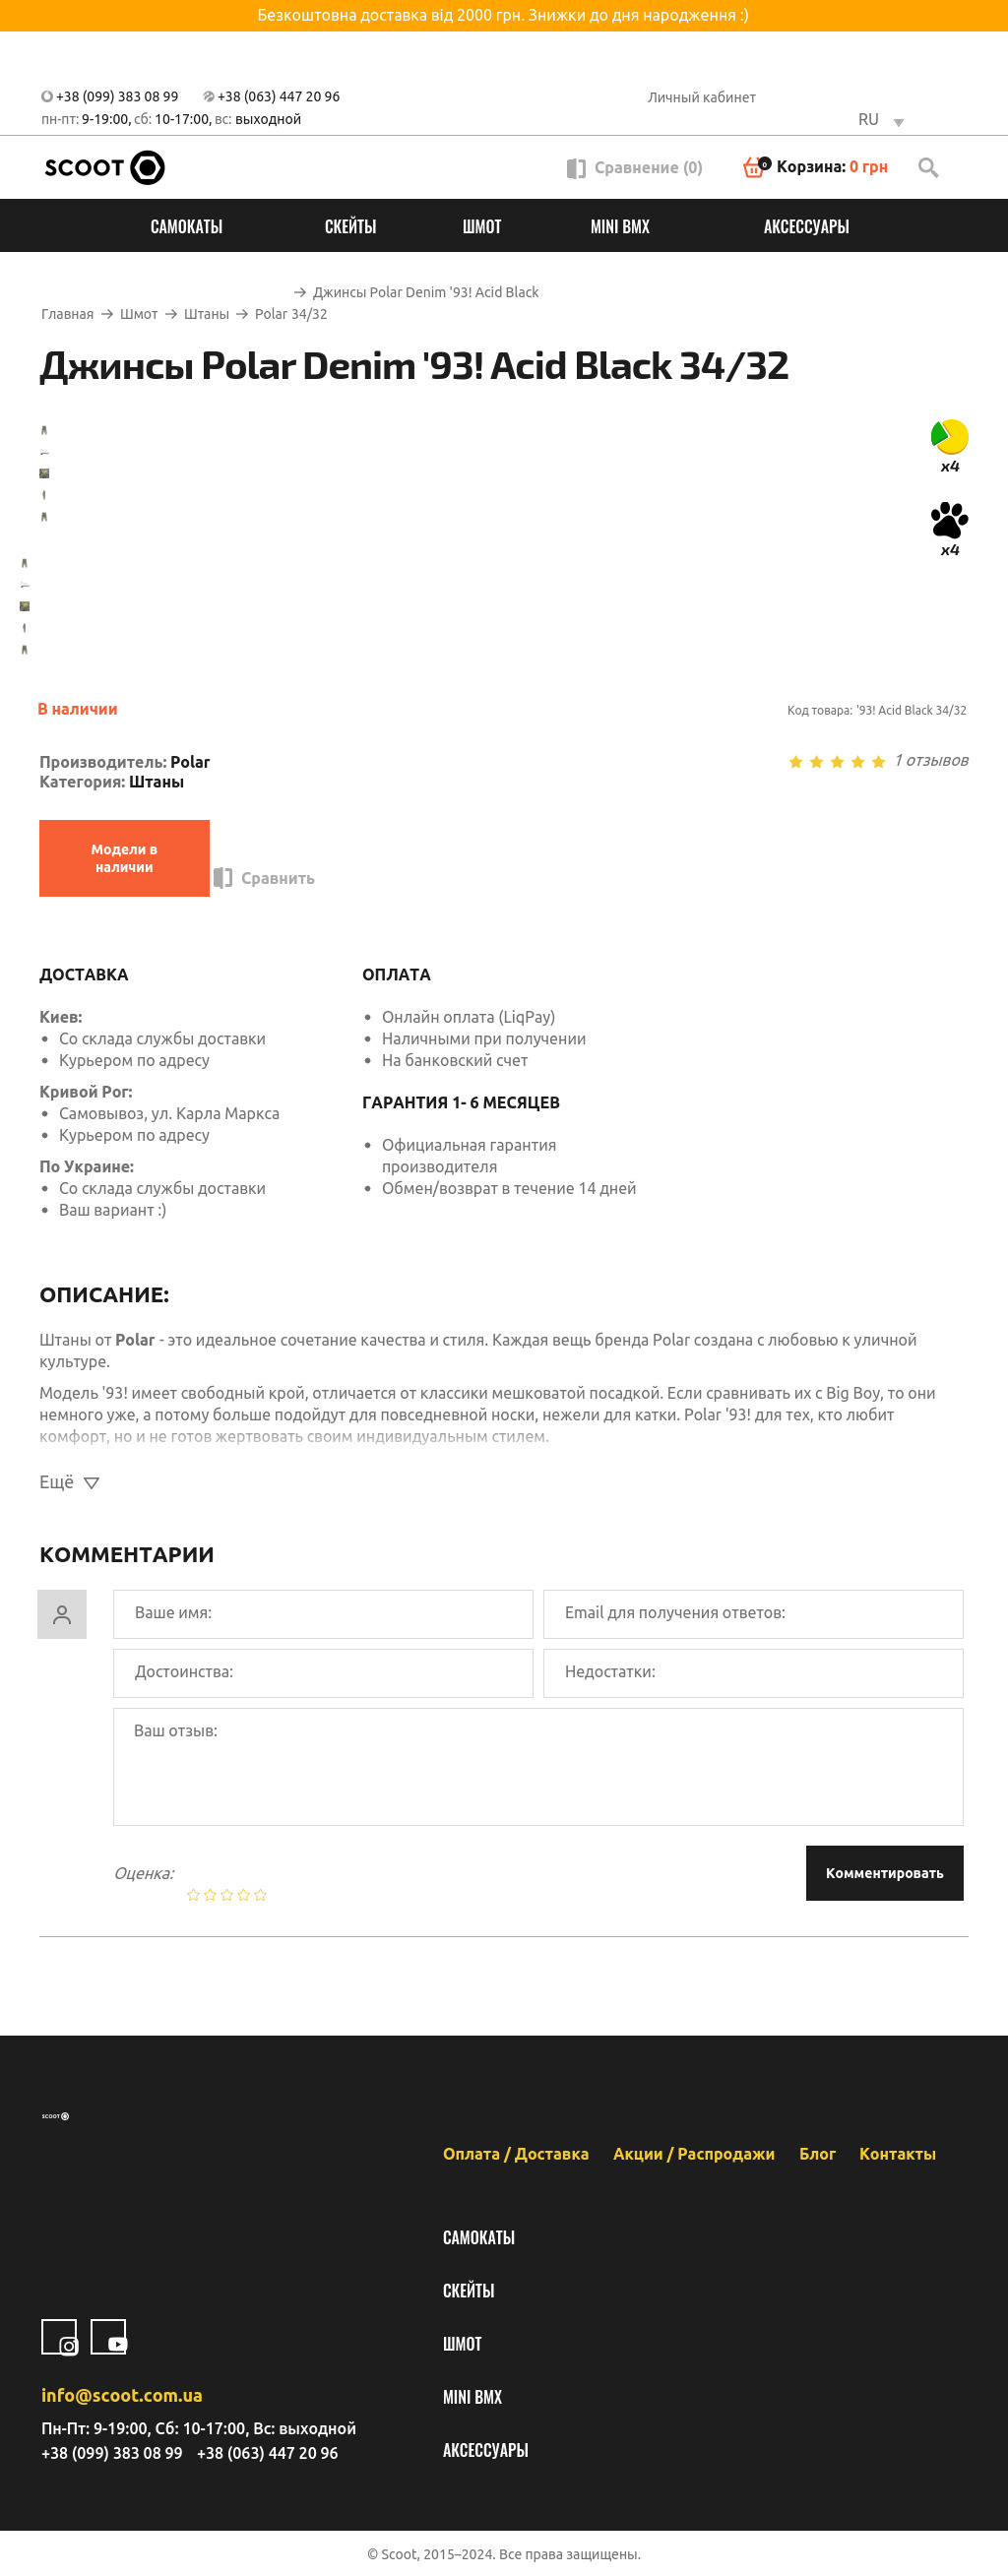 Безкоштовна доставка від 2000 грн. Знижки до дня народження :)
+38 (099) 383 08 99 +38 (063) 447 20 96
Личный кабинет
пн-пт: 9-19:00, сб: 10-17:00, вс: выходной
RU
SCOOT
Сравнение (0)
0
Корзина: 0 грн
САМОКАТЫ СКЕЙТЫ ШМОТ MINI BMX АКСЕССУАРЫ
→ Джинсы Polar Denim '93! Acid Black
Главная → Шмот → Штаны → Polar 34/32
Джинсы Polar Denim '93! Acid Black 34/32
x4
x4
В наличии
Код товара: '93! Acid Black 34/32
Производитель: Polar
1 отзывов
Категория: Штаны
Модели в
наличии
Сравнить
ДОСТАВКА
Киев:
• Со склада службы доставки
• Курьером по адресу
Кривой Рог:
• Самовывоз, ул. Карла Маркса
• Курьером по адресу
По Украине:
• Со склада службы доставки
• Ваш вариант :)
ОПЛАТА
• Онлайн оплата (LiqPay)
• Наличными при получении
• На банковский счет
ГАРАНТИЯ 1- 6 МЕСЯЦЕВ
• Официальная гарантия
производителя
• Обмен/возврат в течение 14 дней
ОПИСАНИЕ:
Штаны от Polar - это идеальное сочетание качества и стиля. Каждая вещь бренда Polar создана с любовью к уличной
культуре.
Модель '93! имеет свободный крой, отличается от классики мешковатой посадкой. Если сравнивать их с Big Boy, то они
немного уже, а потому больше подойдут для повседневной носки, нежели для катки. Polar '93! для тех, кто любит
комфорт, но и не готов жертвовать своим индивидуальным стилем.
Ещё
КОММЕНТАРИИ
Ваше имя:
Email для получения ответов:
Достоинства:
Недостатки:
Ваш отзыв:
Оценка:
Комментировать
SCOOT
Оплата / Доставка Акции / Распродажи Блог Контакты
САМОКАТЫ
СКЕЙТЫ
ШМОТ
MINI BMX
АКСЕССУАРЫ
info@scoot.com.ua
Пн-Пт: 9-19:00, Сб: 10-17:00, Вс: выходной
+38 (099) 383 08 99 +38 (063) 447 20 96
© Scoot, 2015–2024. Все права защищены.